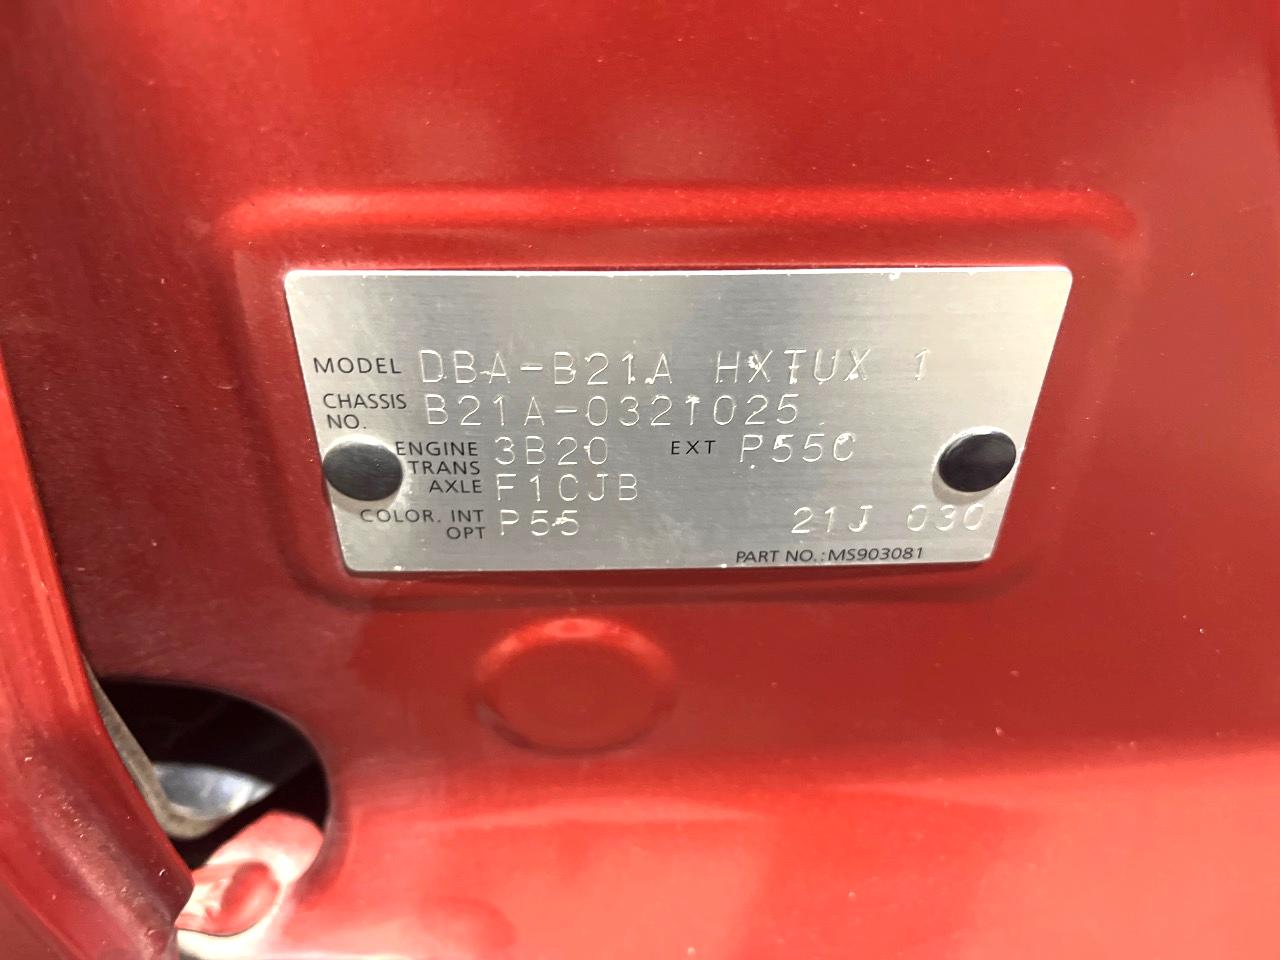 MODEL DBA-B21A HXTUX 1
CHASSIS NO. B21A-0321025
ENGINE 3B20 EXT P55C
TRANS AXLE F1CJB
COLOR. INT OPT P55 21J 030
PART NO.: MS903081